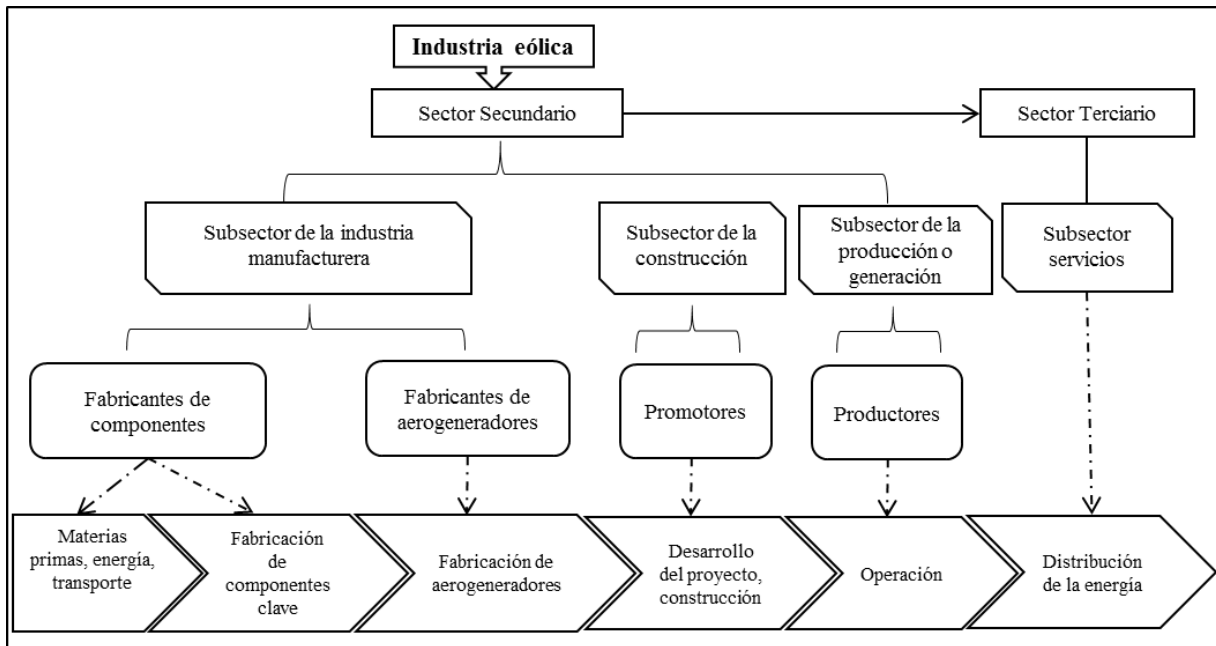 Industria eólica
Sector Secundario
Sector Terciario
Subsector de la industria
manufacturera
Subsector de la
construcción
Subsector de la
producción o
generación
Subsector
servicios
Fabricantes de
componentes
Fabricantes de
aerogeneradores
Promotores
Productores
Materias
primas, energía,
transporte
Fabricación
de
componentes
clave
Fabricación de
aerogeneradores
Desarrollo
del proyecto,
construcción
Operación
Distribución
de la energía